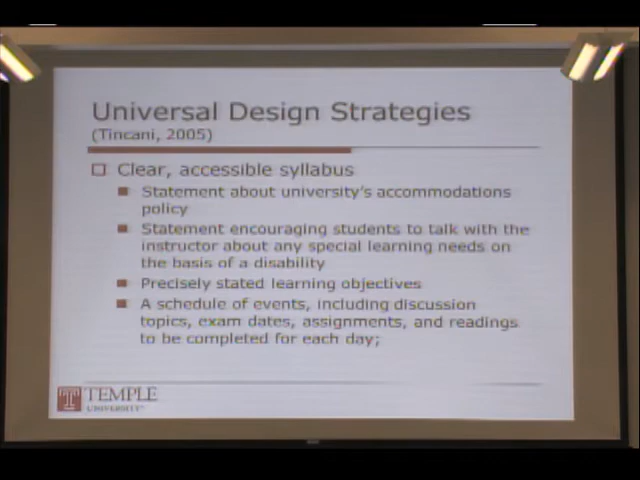 Universal Design Strategies
(Tincani, 2005)
Clear, accessible syllabus
Statement about university's accommodations
policy
Statement encouraging students to talk with the
instructor about any special learning needs on
the basis of a disability
Precisely stated learning objectives
A schedule of events, including discussion
topics, exam dates, assignments, and readings
to be completed for each day;
TEMPLE
UNIVERSITY